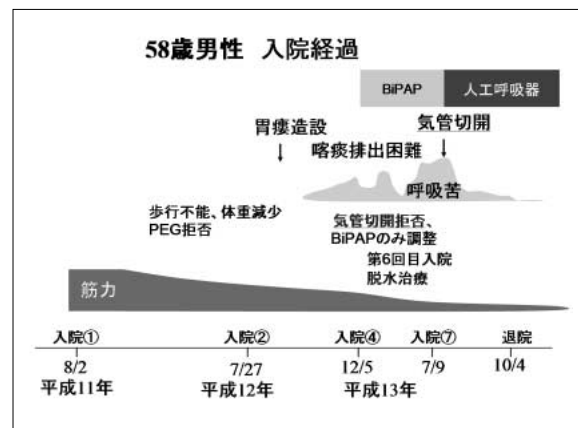 58歳男性 入院経過
BiPAP
人工呼吸器
胃瘻造設
気管切開
喀痰排出困難
呼吸苦
歩行不能、体重減少
PEG拒否
気管切開拒否、
BiPAPのみ調整
第6回目入院
脱水治療
筋力
入院① 入院② 入院④ 入院⑦ 退院
8/2 7/27 12/5 7/9 10/4
平成11年 平成12年 平成13年